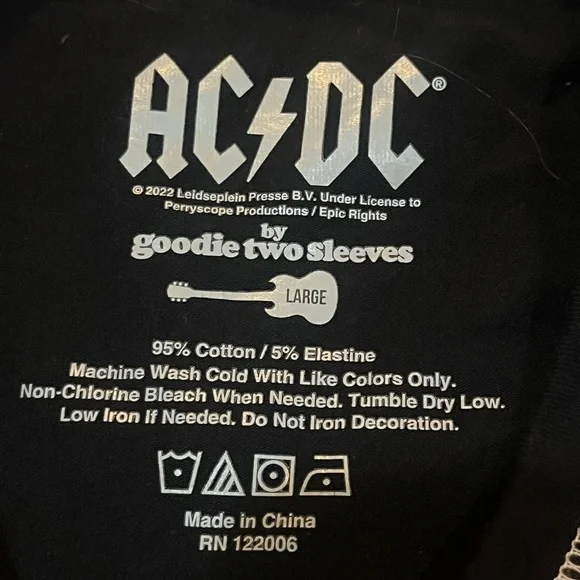 AC⚡DC®
© 2022 Leidseplein Presse B.V. Under License to
Perryscope Productions / Epic Rights
by
goodie two sleeves
LARGE
95% Cotton / 5% Elastine
Machine Wash Cold With Like Colors Only.
Non-Chlorine Bleach When Needed. Tumble Dry Low.
Low Iron If Needed. Do Not Iron Decoration.
Made in China
RN 122006